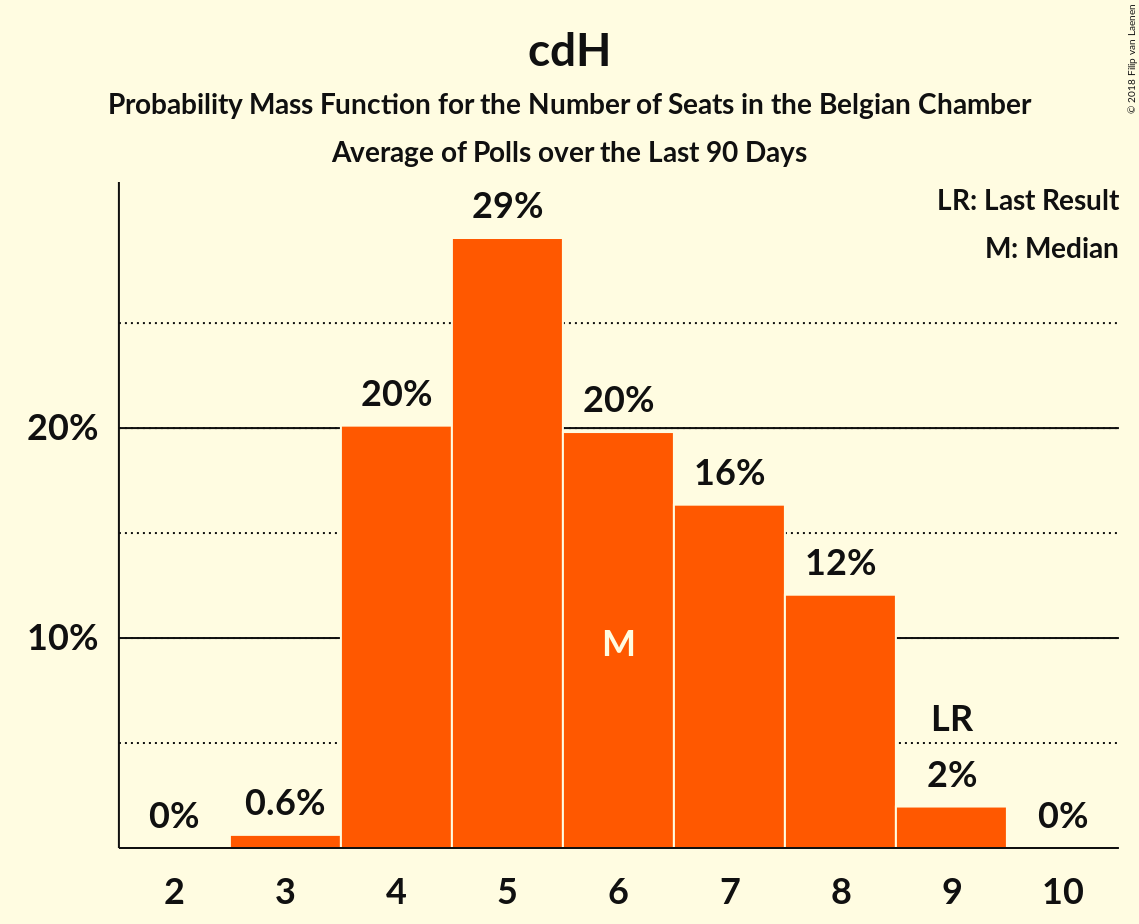 cdH
Probability Mass Function for the Number of Seats in the Belgian Chamber
Average of Polls over the Last 90 Days
© 2018 Filip van Laenen
LR: Last Result
M: Median
29%
20%
20%
16%
12%
LR
2%
0.6%
0%
0%
M
20%
10%
2 3 4 5 6 7 8 9 10